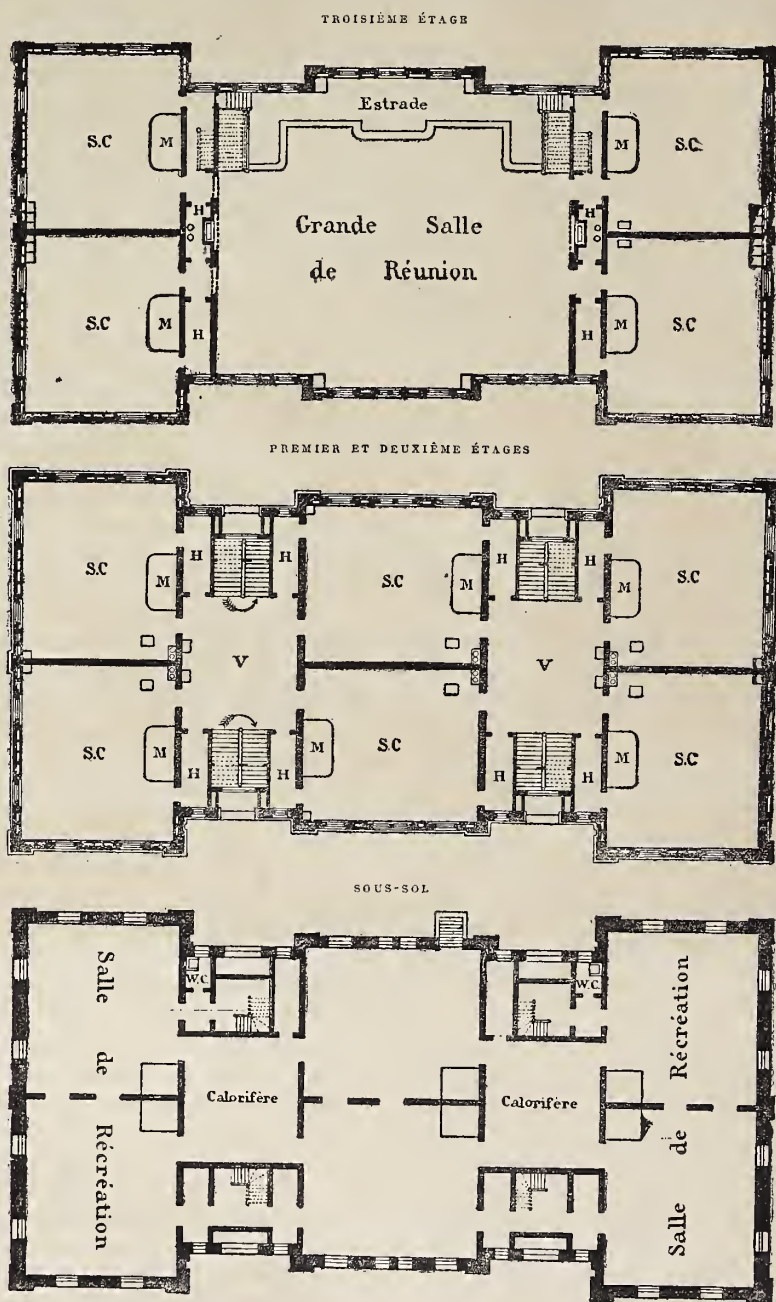 TROISIÈME ÉTAGE
Estrade
S.C
M
M
S.C
H
H
Grande Salle
de Réunion
S.C
M
H
H
M
S.C
PREMIER ET DEUXIÈME ÉTAGES
S.C
M
H
H
S.C
M
H
H
M
S.C
V
V
S.C
M
H
H
M
S.C
H
H
M
S.C
SOUS-SOL
Salle de Récréation
W.C.
W.C.
Calorifère
Calorifère
Salle de Récréation